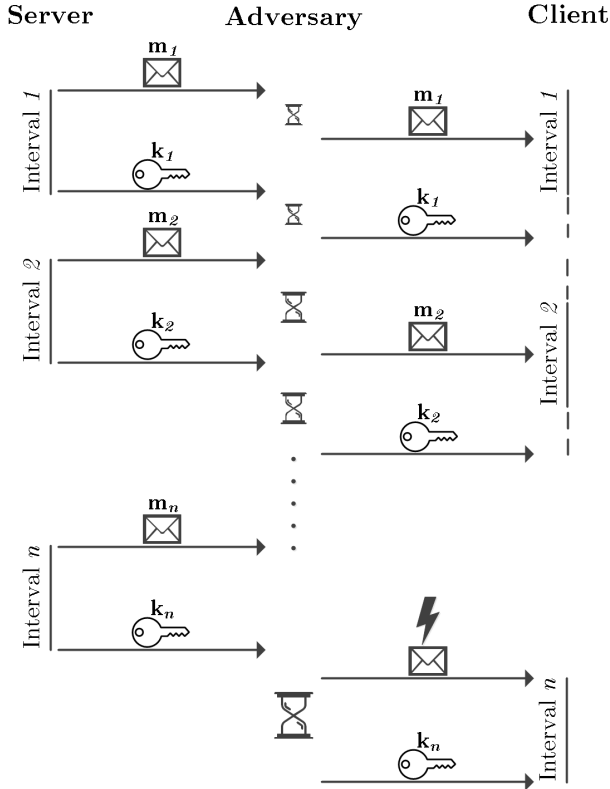 Server Adversary Client
m1
m1
Interval 1
Interval 1
k1
k1
m2
Interval 2
m2
k2
Interval 2
k2
mn
Interval n
kn
Interval n
kn